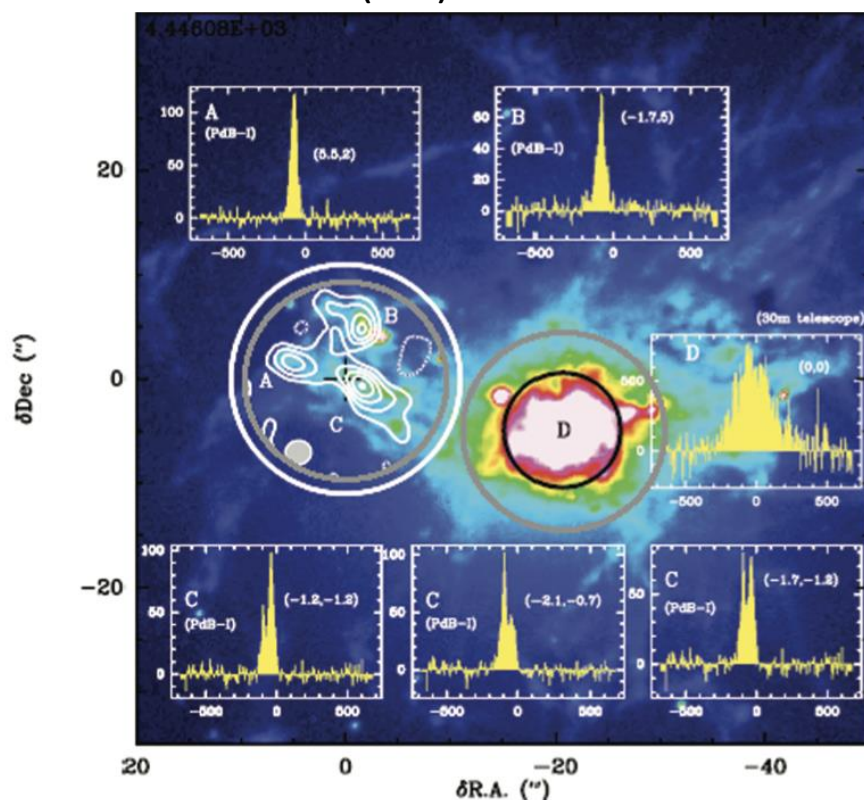 4.44608E+03
A
(PdB-I)
(5.5,2)
100
50
0
-500 0 500
B
(PdB-I)
(-1.7,5)
60
40
20
0
-500 0 500
(30m telescope)
D
(0,0)
500
0
-500 0 500
A
B
C
D
C
(PdB-I)
(-1.2,-1.2)
100
50
0
-500 0 500
C
(PdB-I)
(-2.1,-0.7)
100
50
0
-500 0 500
C
(PdB-I)
(-1.7,-1.2)
50
0
-500 0 500
20
0
-20
δDec (″)
20 0 -20 -40
δR.A. (″)